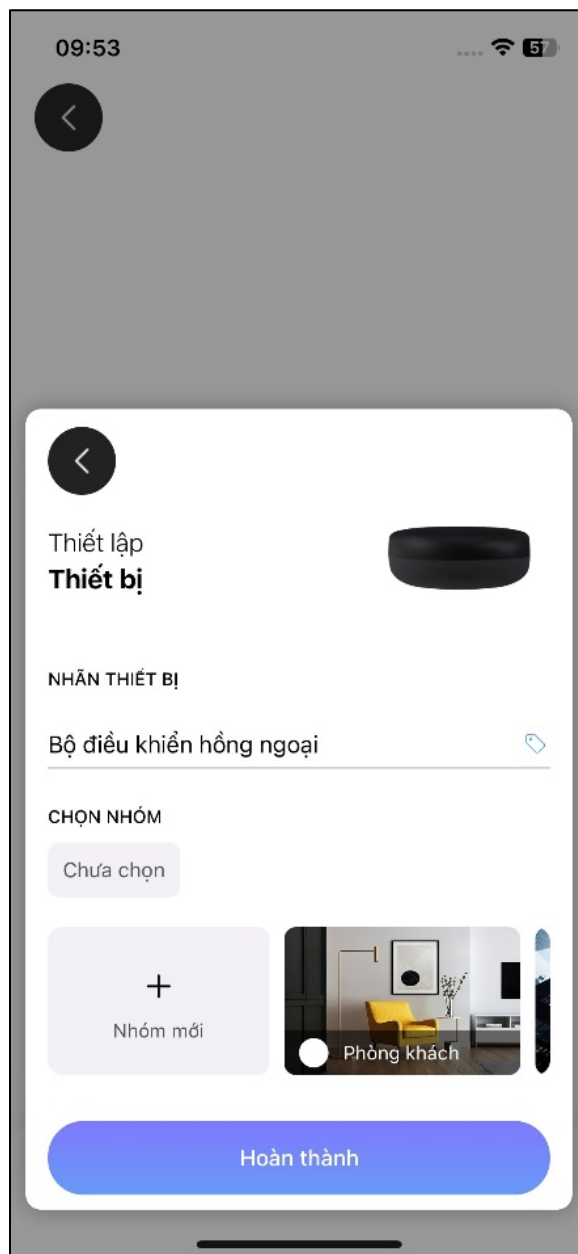 09:53
57
Thiết lập
Thiết bị
NHÃN THIẾT BỊ
Bộ điều khiển hồng ngoại
CHỌN NHÓM
Chưa chọn
+
Nhóm mới
Phòng khách
Hoàn thành